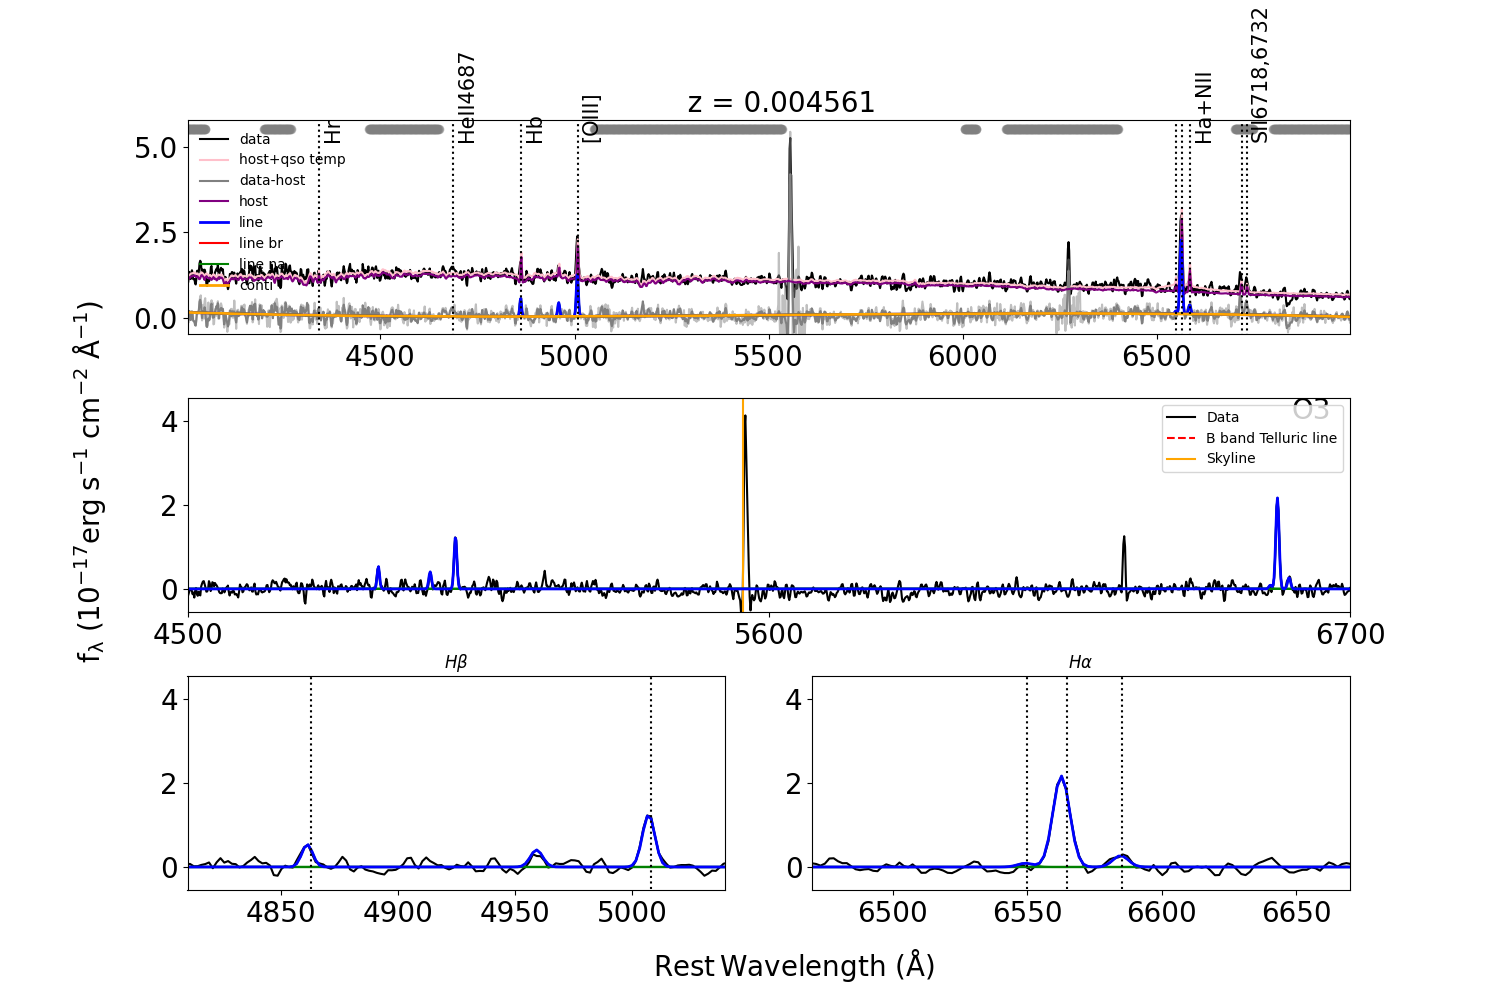 z = 0.004561
Hr
HeII4687
Hb
[OIII]
Ha+NII
SII6718,6732
data
host+qso temp
data-host
host
line
line br
line na
conti
5.0
2.5
0.0
4500 5000 5500 6000 6500
O3
Data
B band Telluric line
Skyline
4
2
0
4500 5600 6700
fλ (10⁻¹⁷erg s⁻¹ cm⁻² Å⁻¹)
Hβ
4
2
0
4850 4900 4950 5000
Hα
4
2
0
6500 6550 6600 6650
Rest Wavelength (Å)